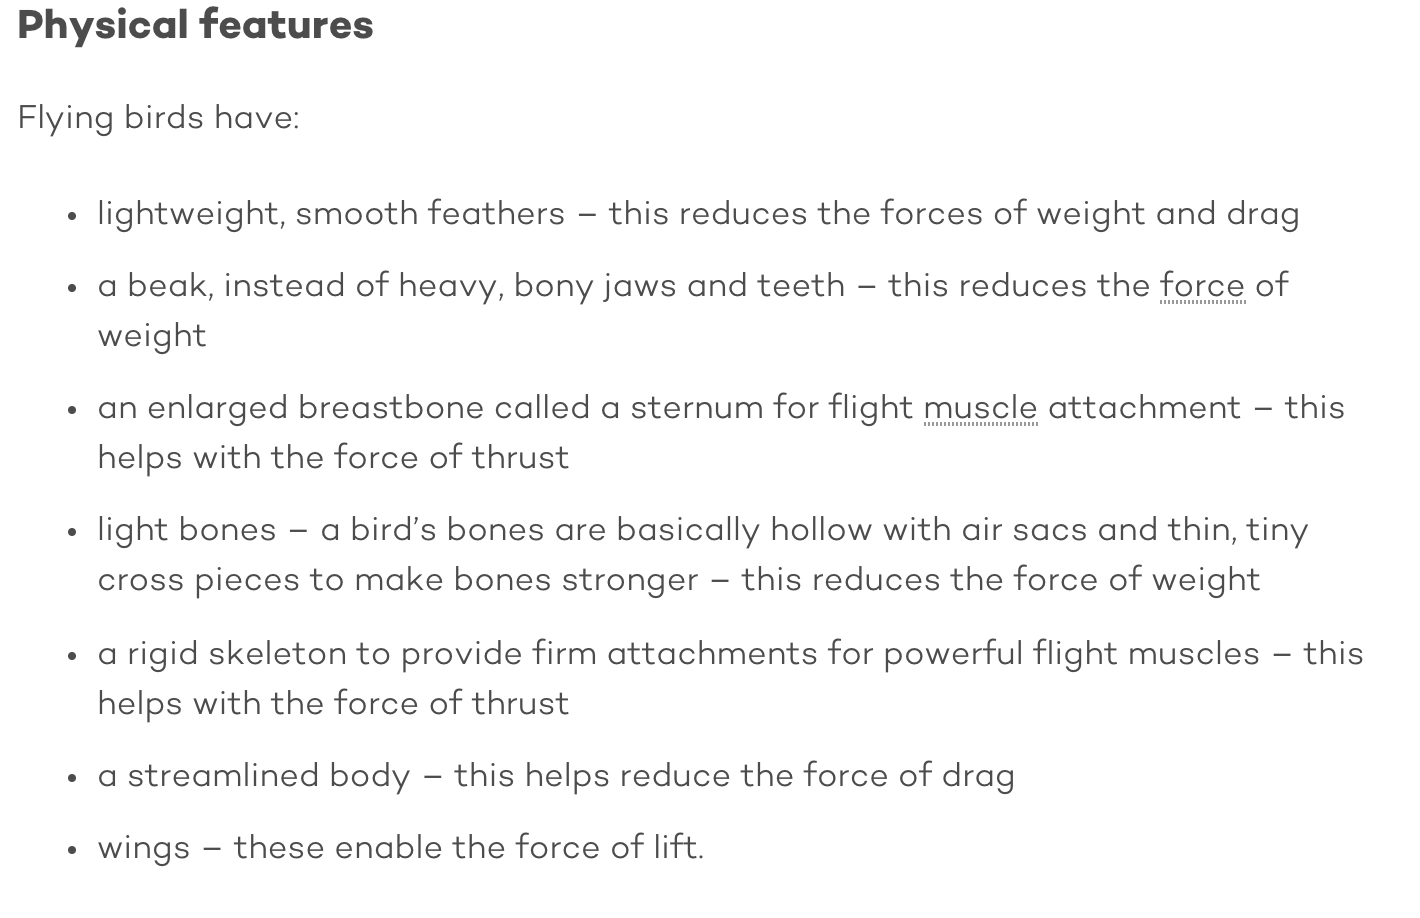 Physical features
Flying birds have:
• lightweight, smooth feathers – this reduces the forces of weight and drag
• a beak, instead of heavy, bony jaws and teeth – this reduces the force of
weight
• an enlarged breastbone called a sternum for flight muscle attachment – this
helps with the force of thrust
• light bones – a bird’s bones are basically hollow with air sacs and thin, tiny
cross pieces to make bones stronger – this reduces the force of weight
• a rigid skeleton to provide firm attachments for powerful flight muscles – this
helps with the force of thrust
• a streamlined body – this helps reduce the force of drag
• wings – these enable the force of lift.